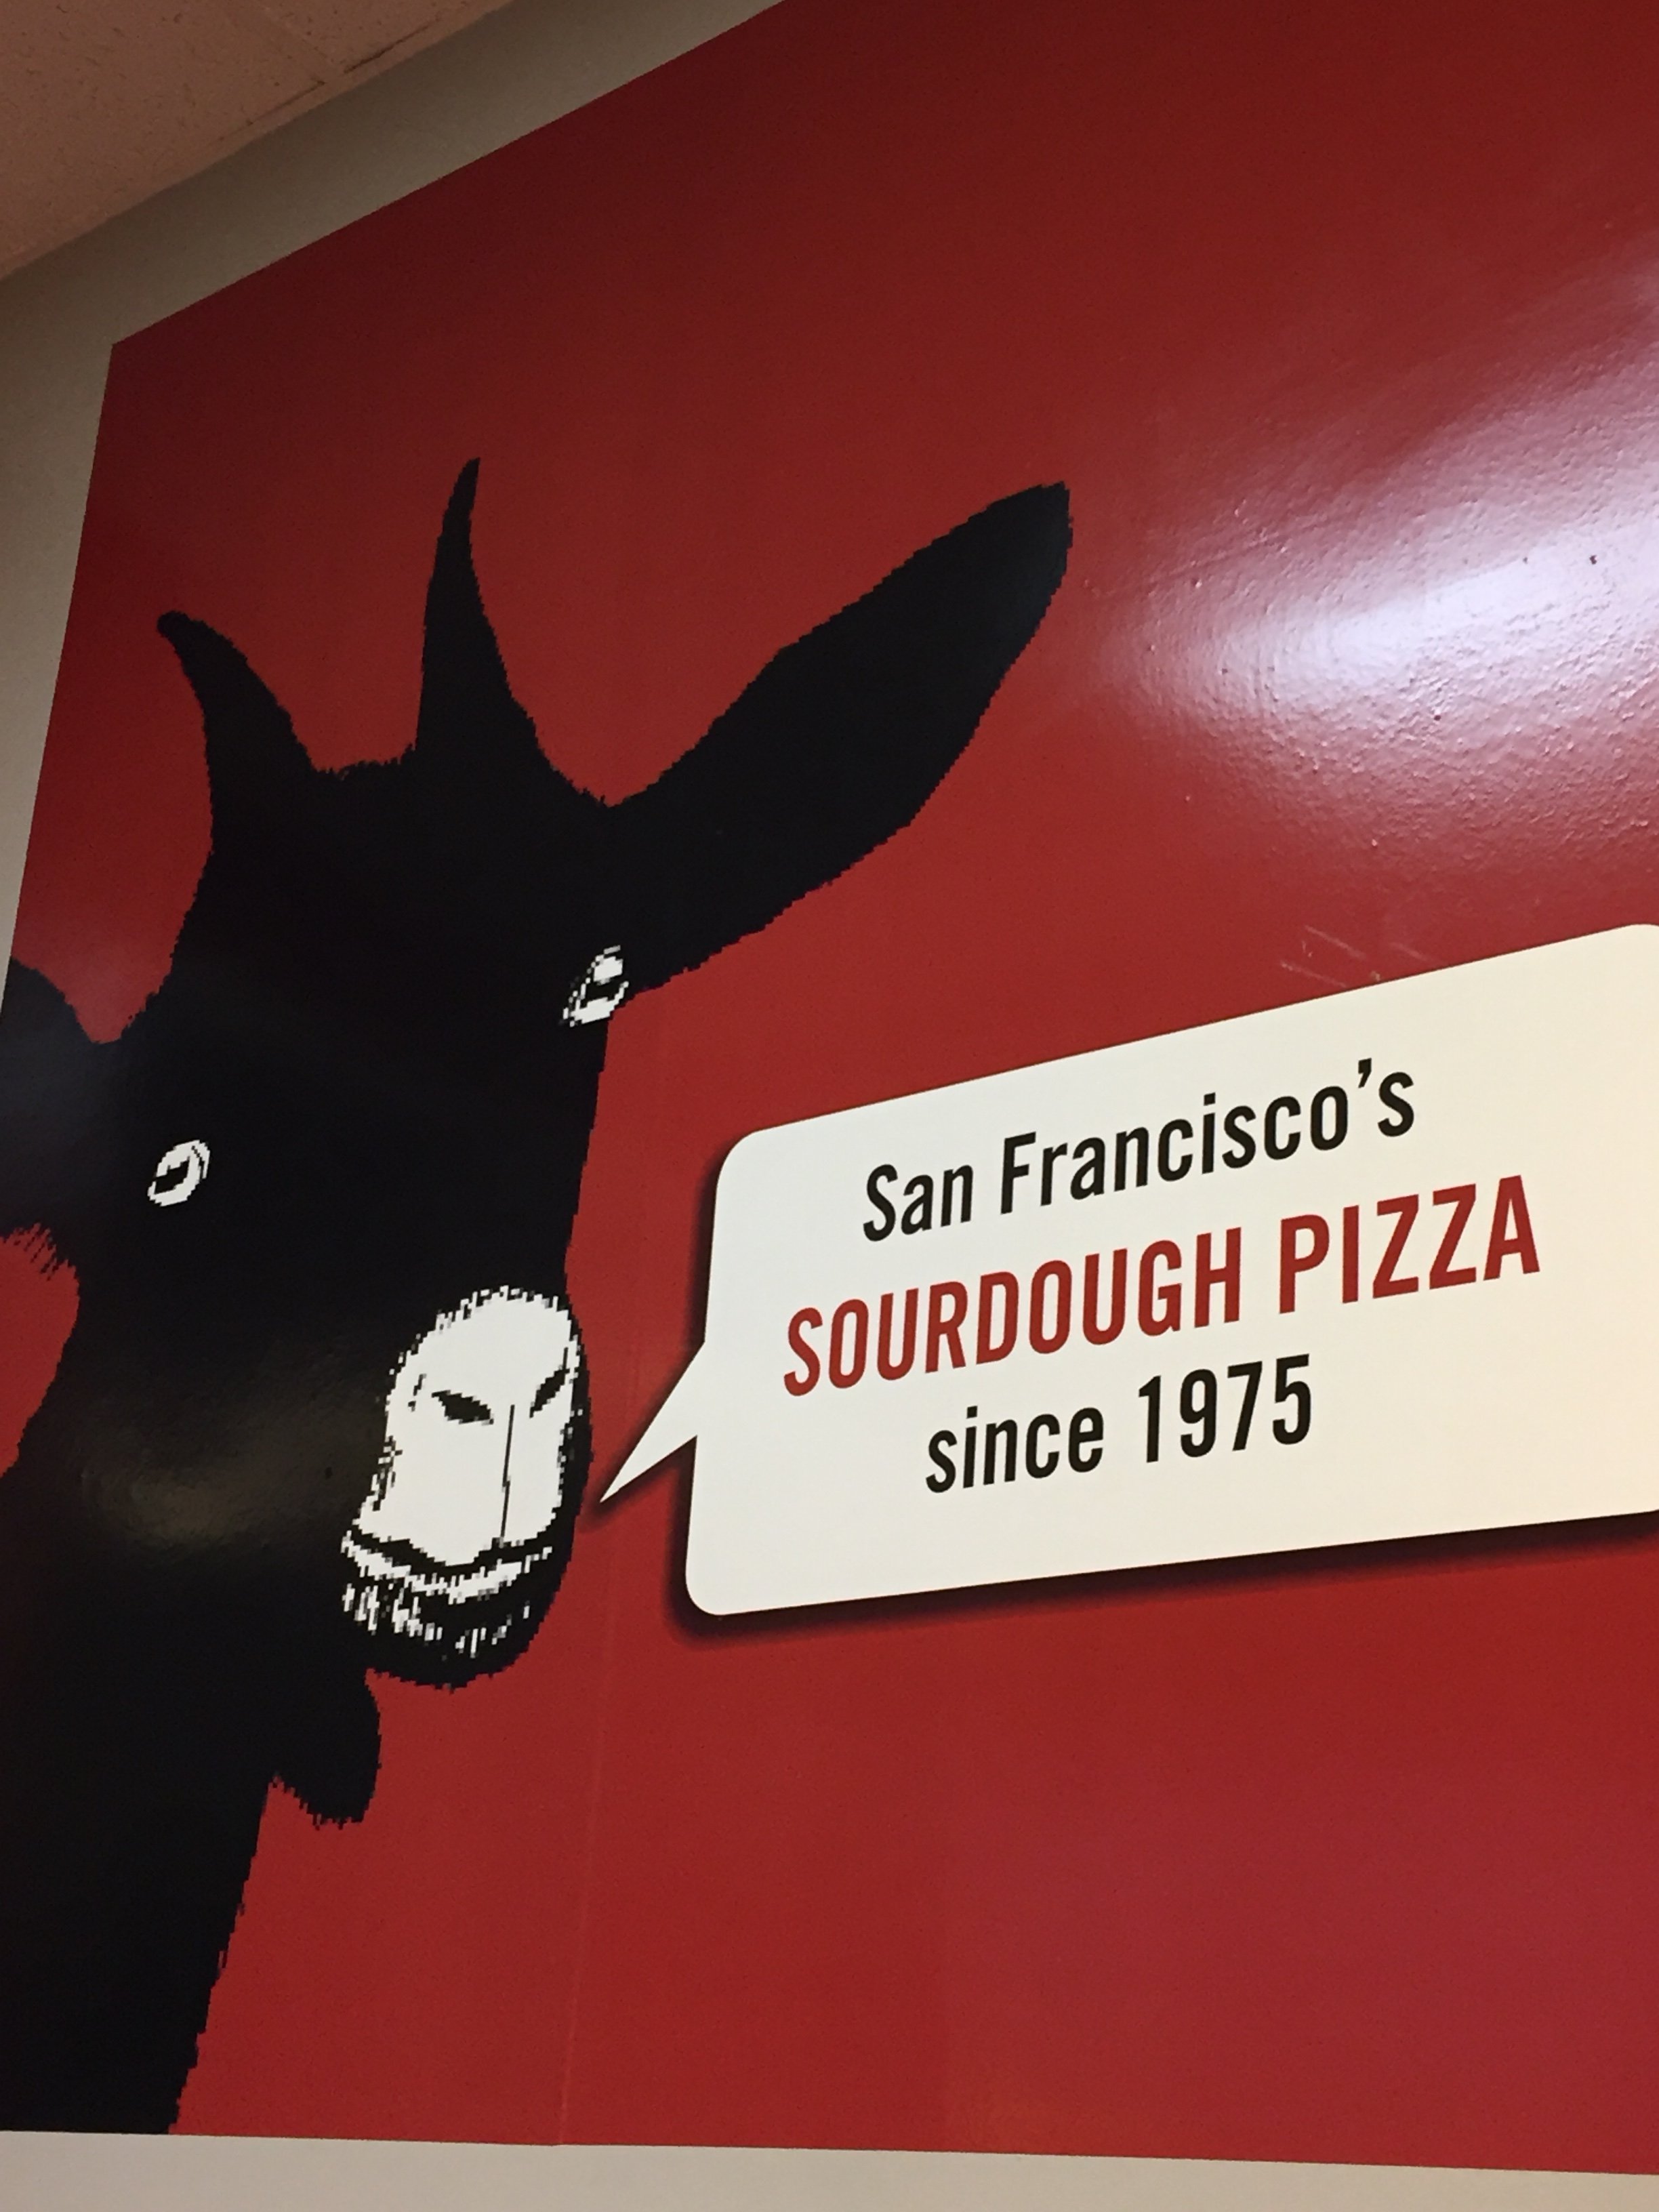 San Francisco's
SOURDOUGH PIZZA
since 1975